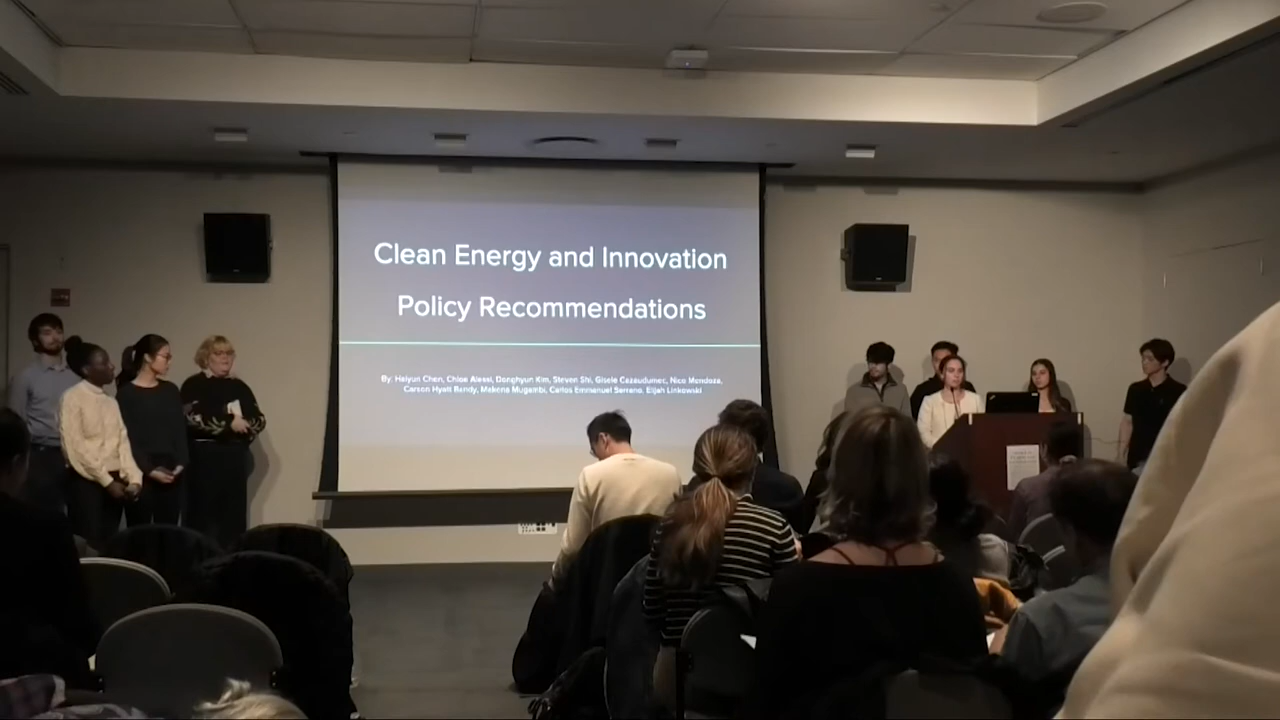 Clean Energy and Innovation
Policy Recommendations
By: Haiyun Chen, Chloe Alessi, Donghyun Kim, Steven Shi, Gisele Cazaudumec, Nico Mendoza,
Carson Hyatt Rendy, Makena Mugambi, Carlos Emmanuel Serrano, Elijah Linkowski